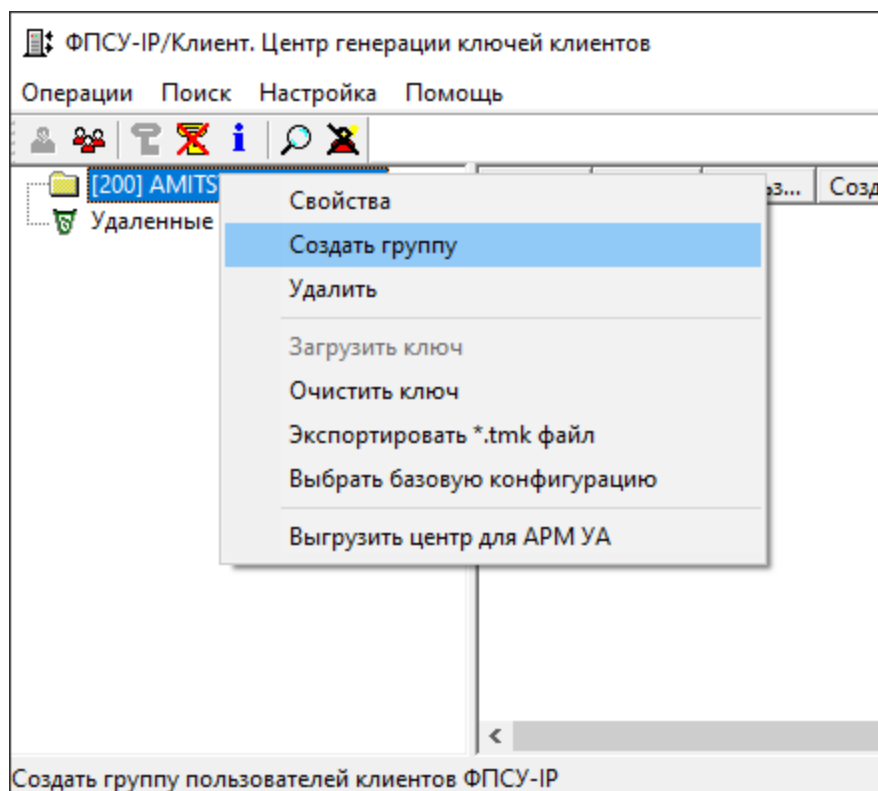 ФПСУ-IP/Клиент. Центр генерации ключей клиентов
Операции Поиск Настройка Помощь
[200] AMITS
Удаленные
Созд
Свойства
Создать группу
Удалить
Загрузить ключ
Очистить ключ
Экспортировать *.tmk файл
Выбрать базовую конфигурацию
Выгрузить центр для АРМ УА
Создать группу пользователей клиентов ФПСУ-IP